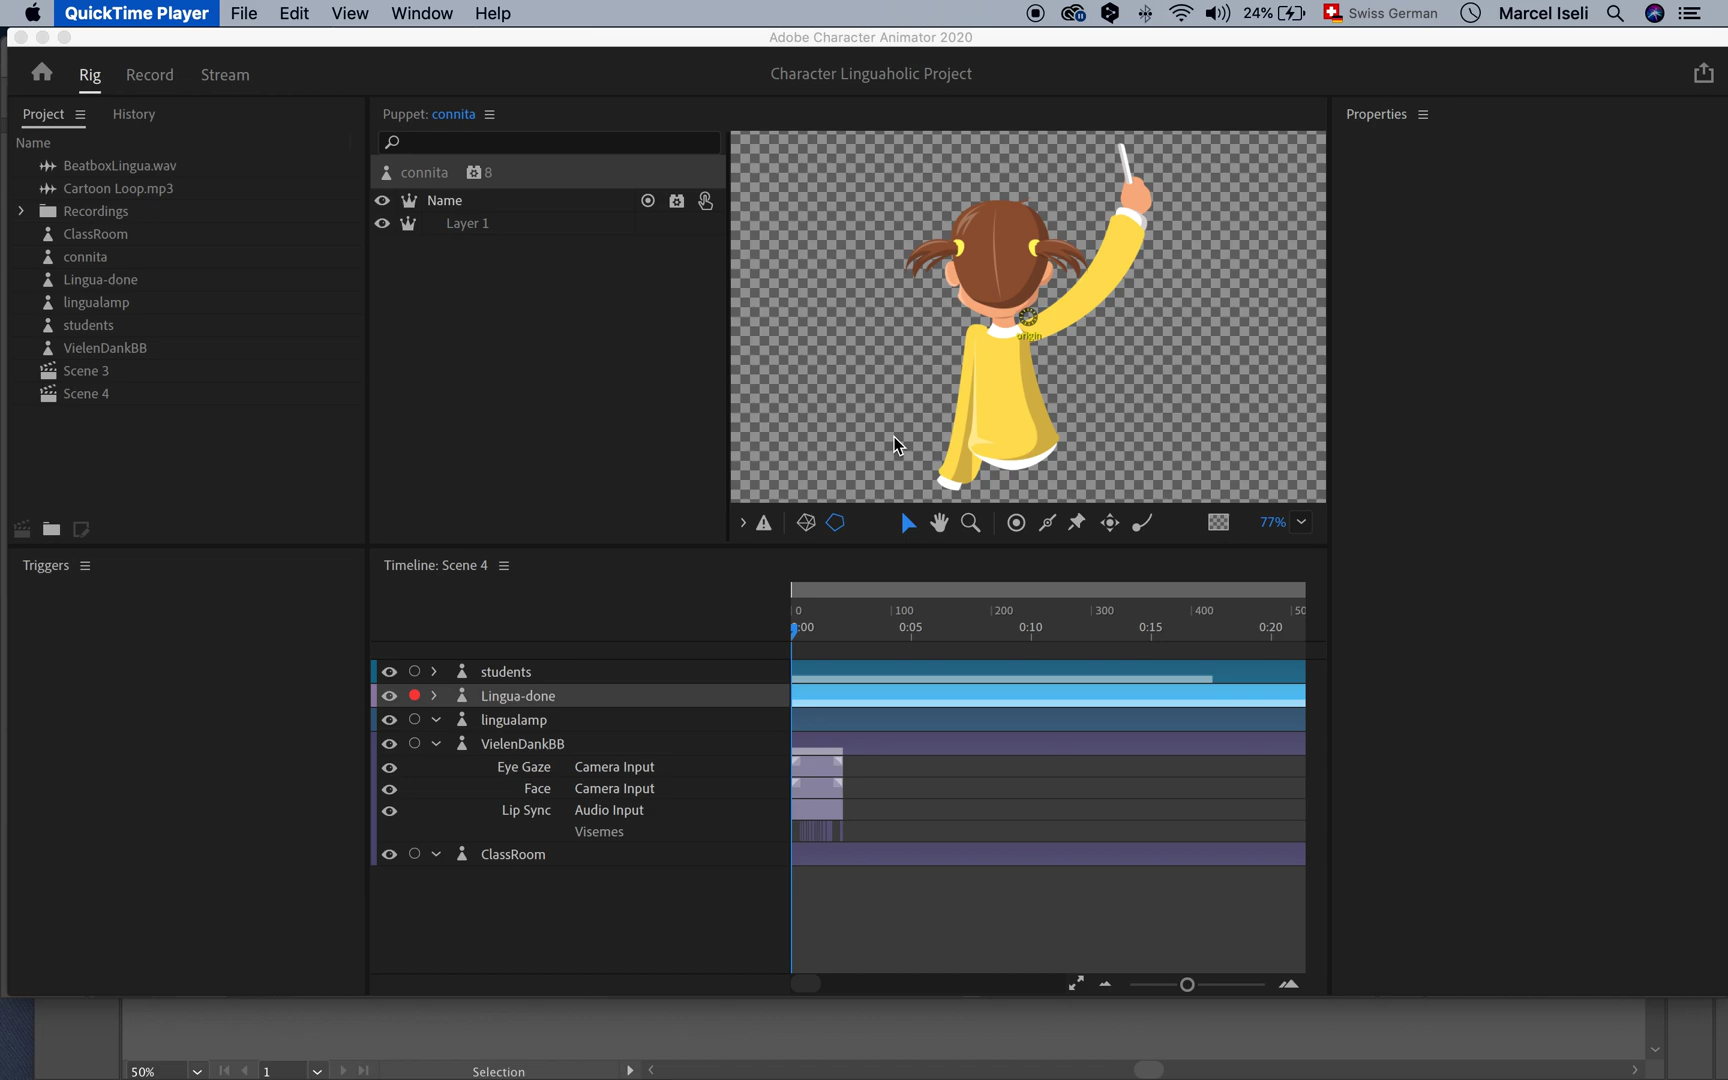 QuickTime Player File Edit View Window Help 24% Swiss German Marcel Iseli
Adobe Character Animator 2020
Rig Record Stream Character Linguaholic Project
Project History
Name
BeatboxLingua.wav
Cartoon Loop.mp3
Recordings
ClassRoom
connita
Lingua-done
lingualamp
students
VielenDankBB
Scene 3
Scene 4
Puppet: connita
connita 8
Name
Layer 1
origin
77%
Properties
Triggers
Timeline: Scene 4
0 100 200 300 400 50
0:00 0:05 0:10 0:15 0:20
students
Lingua-done
lingualamp
VielenDankBB
Eye Gaze Camera Input
Face Camera Input
Lip Sync Audio Input
Visemes
ClassRoom
50% 1 Selection